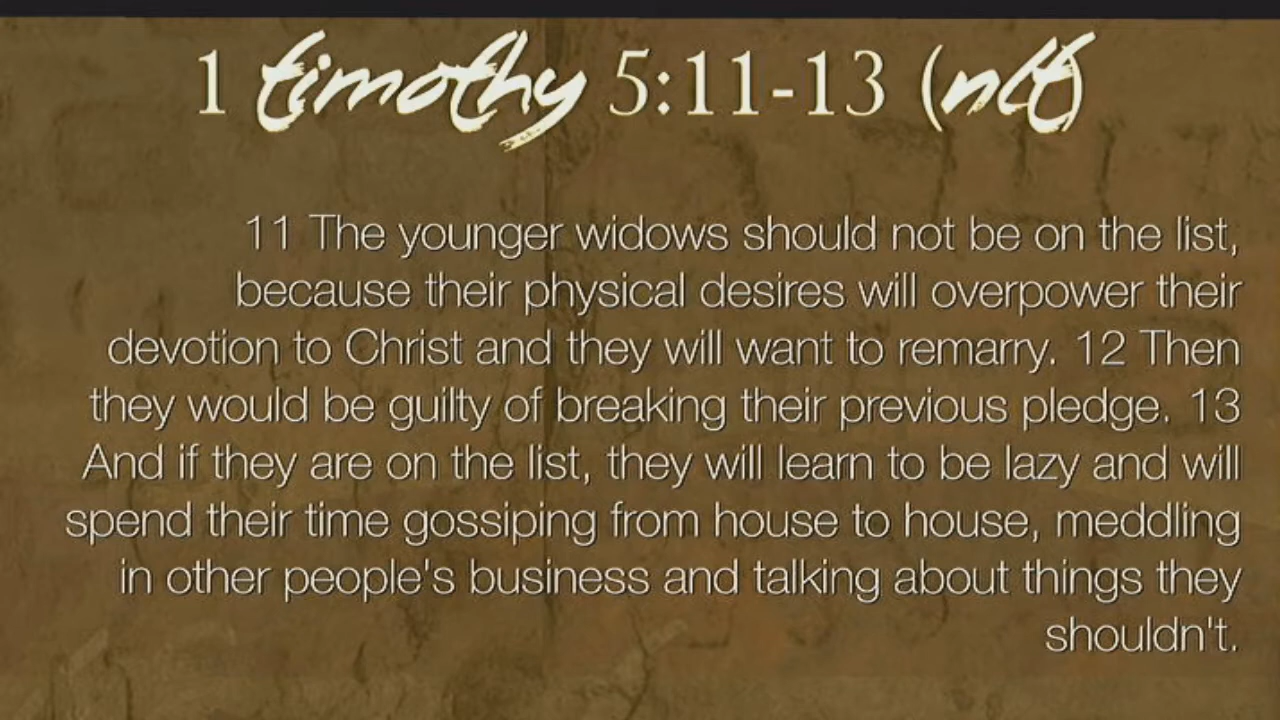 1 timothy 5:11-13 (nlt)
11 The younger widows should not be on the list,
because their physical desires will overpower their
devotion to Christ and they will want to remarry. 12 Then
they would be guilty of breaking their previous pledge. 13
And if they are on the list, they will learn to be lazy and will
spend their time gossiping from house to house, meddling
in other people's business and talking about things they
shouldn't.